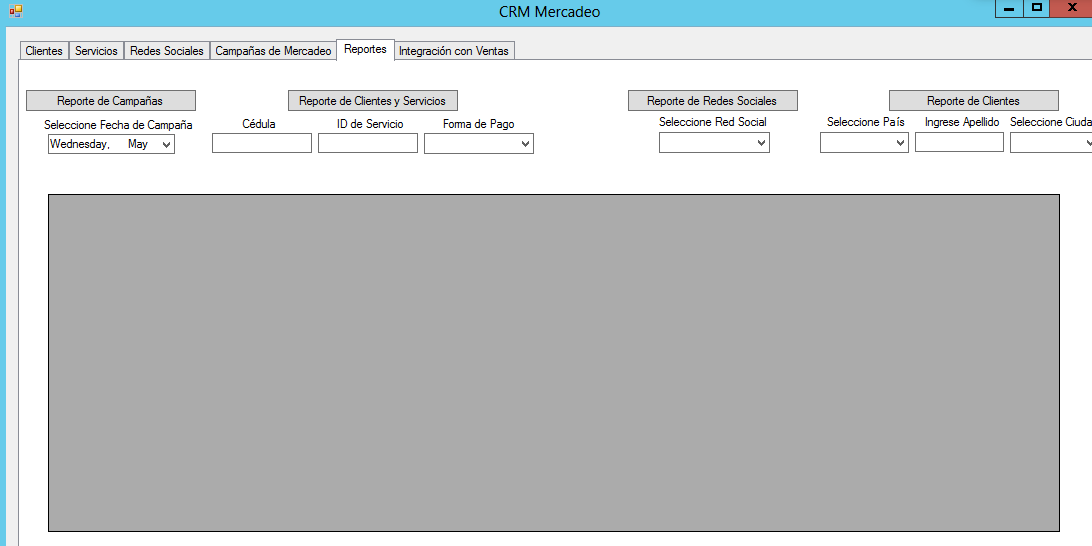 CRM Mercadeo
Clientes Servicios Redes Sociales Campañas de Mercadeo Reportes Integración con Ventas
Reporte de Campañas Reporte de Clientes y Servicios Reporte de Redes Sociales Reporte de Clientes
Seleccione Fecha de Campaña Cédula ID de Servicio Forma de Pago Seleccione Red Social Seleccione País Ingrese Apellido Seleccione Ciuda
Wednesday, May